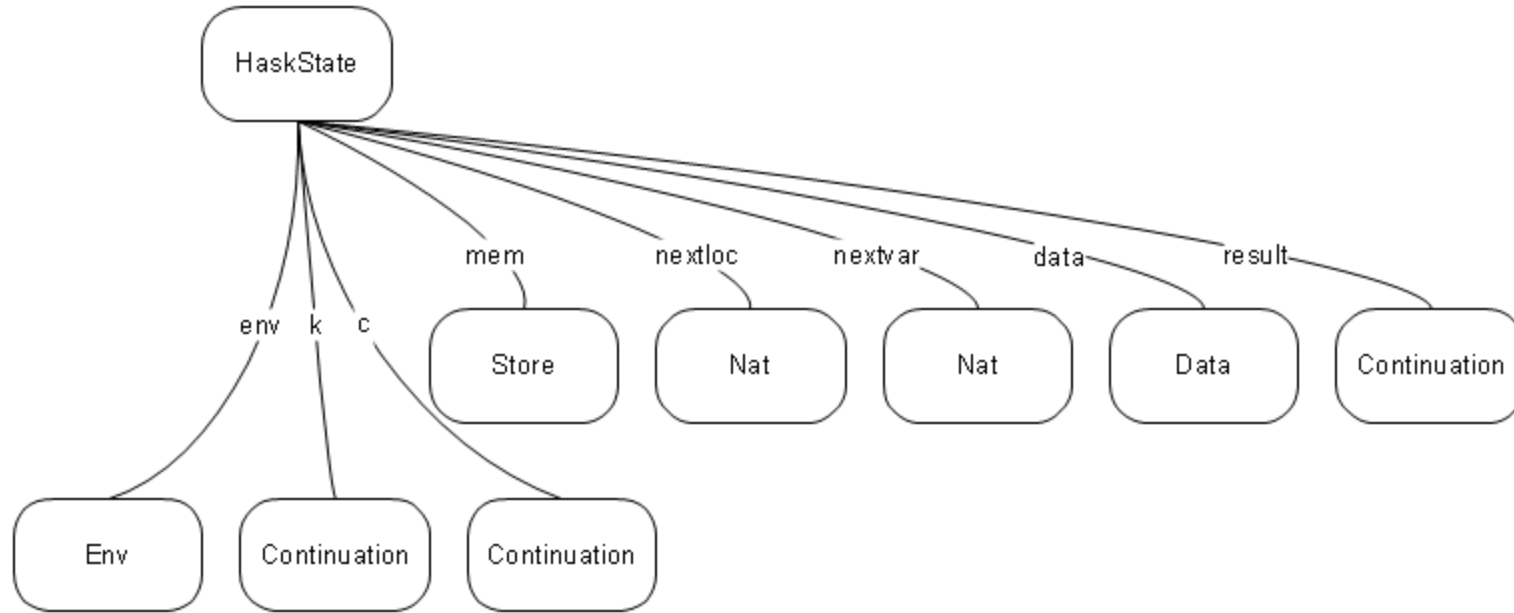 HaskState
mem
nextloc
nextvar
data
result
env
k
c
Store
Nat
Nat
Data
Continuation
Env
Continuation
Continuation